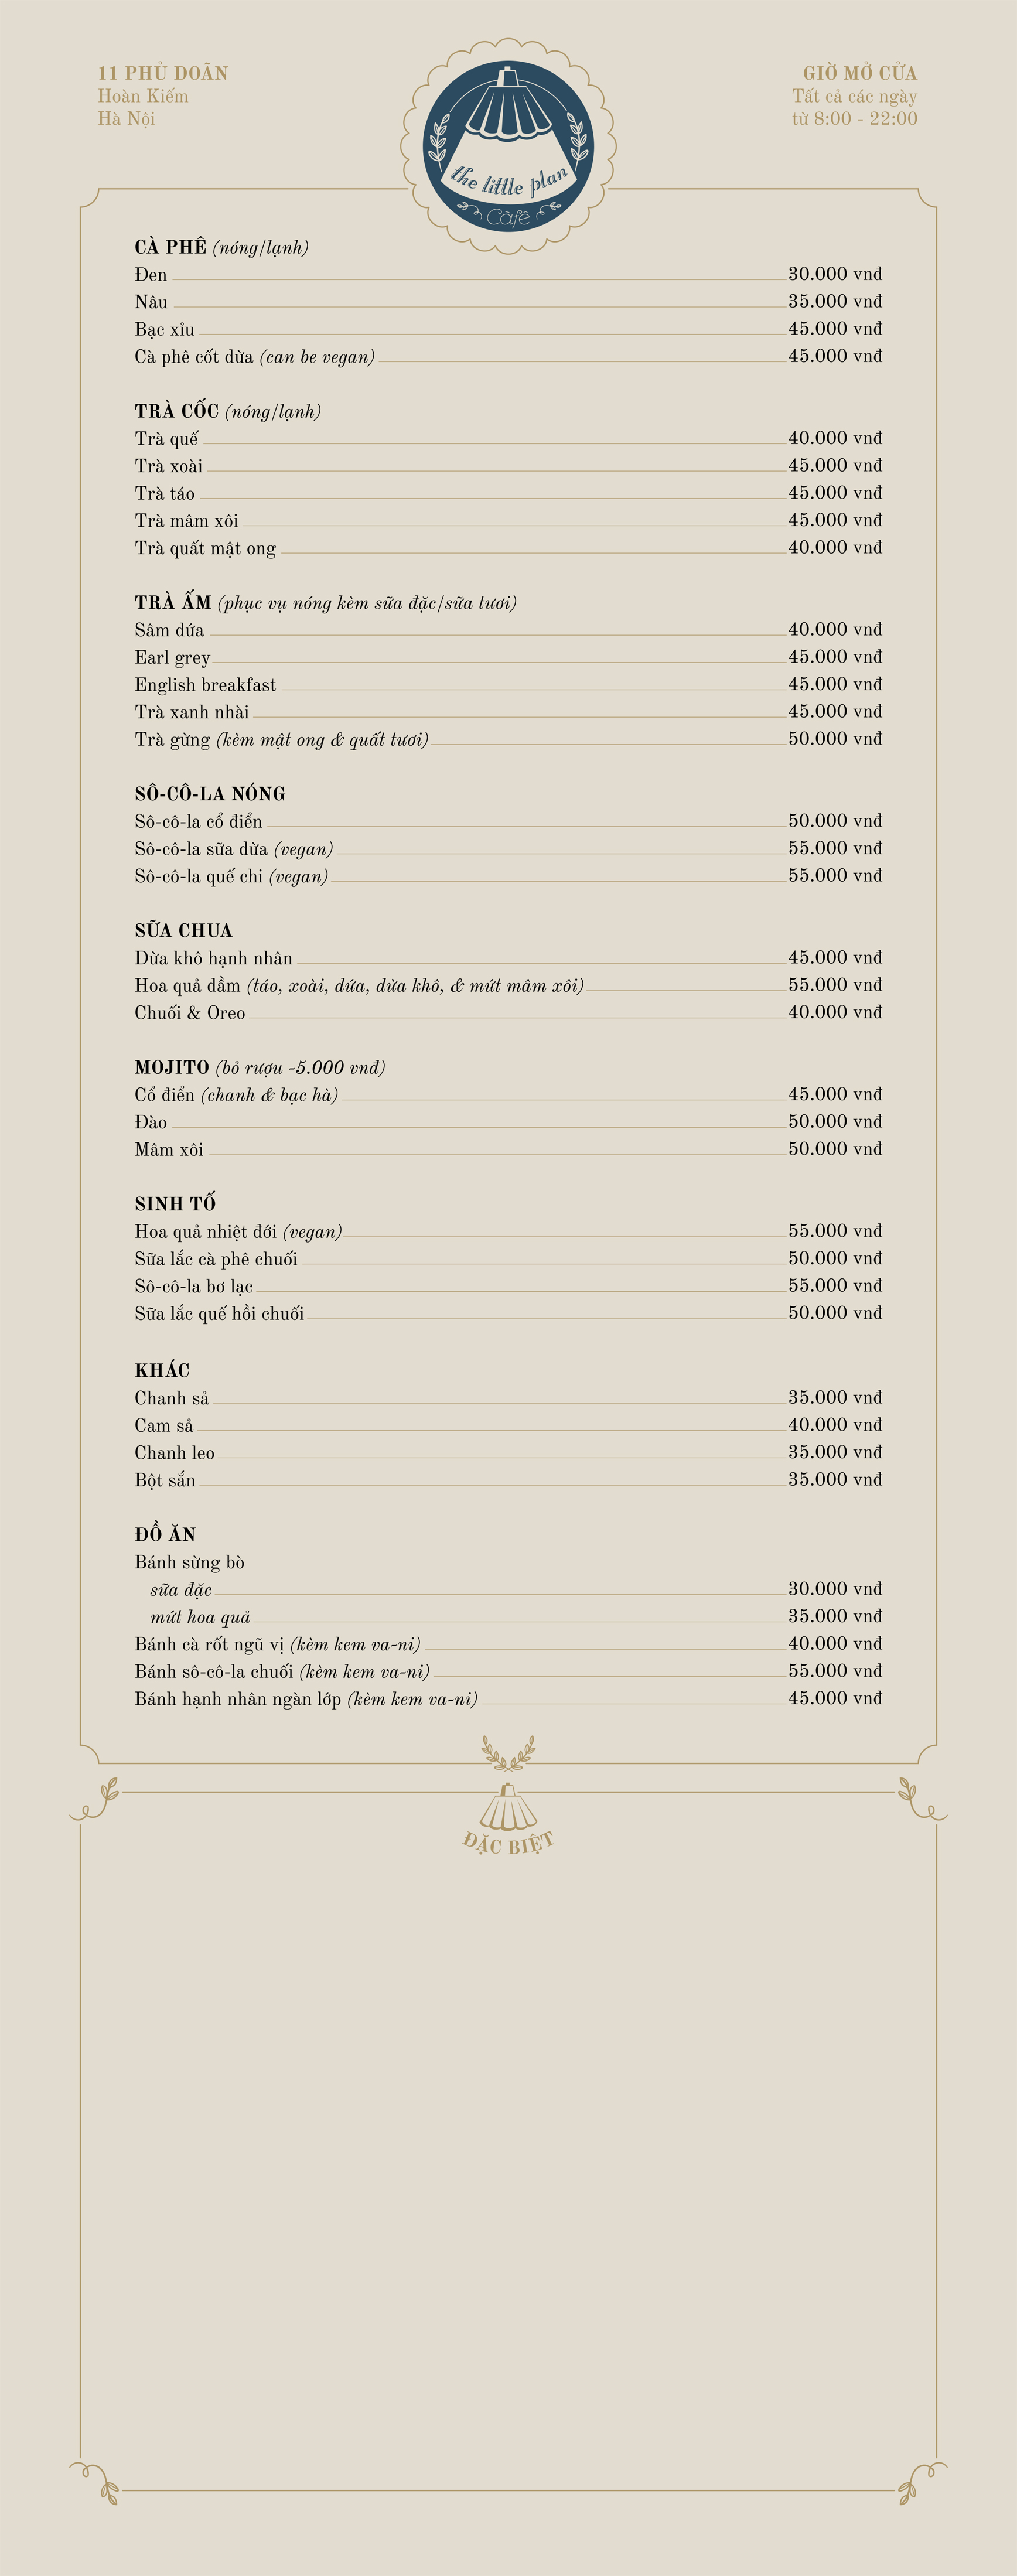 11 PHỦ DOÃN
Hoàn Kiếm
Hà Nội
the little plan
Café
GIỜ MỞ CỬA
Tất cả các ngày
từ 8:00 - 22:00
CÀ PHÊ (nóng/lạnh)
Đen 30.000 vnđ
Nâu 35.000 vnđ
Bạc xỉu 45.000 vnđ
Cà phê cốt dừa (can be vegan) 45.000 vnđ
TRÀ CỐC (nóng/lạnh)
Trà quế 40.000 vnđ
Trà xoài 45.000 vnđ
Trà táo 45.000 vnđ
Trà mâm xôi 45.000 vnđ
Trà quất mật ong 40.000 vnđ
TRÀ ẤM (phục vụ nóng kèm sữa đặc/sữa tươi)
Sâm dứa 40.000 vnđ
Earl grey 45.000 vnđ
English breakfast 45.000 vnđ
Trà xanh nhài 45.000 vnđ
Trà gừng (kèm mật ong & quất tươi) 50.000 vnđ
SÔ-CÔ-LA NÓNG
Sô-cô-la cổ điển 50.000 vnđ
Sô-cô-la sữa dừa (vegan) 55.000 vnđ
Sô-cô-la quế chi (vegan) 55.000 vnđ
SỮA CHUA
Dừa khô hạnh nhân 45.000 vnđ
Hoa quả dầm (táo, xoài, dứa, dừa khô, & mứt mâm xôi) 55.000 vnđ
Chuối & Oreo 40.000 vnđ
MOJITO (bỏ rượu -5.000 vnđ)
Cổ điển (chanh & bạc hà) 45.000 vnđ
Đào 50.000 vnđ
Mâm xôi 50.000 vnđ
SINH TỐ
Hoa quả nhiệt đới (vegan) 55.000 vnđ
Sữa lắc cà phê chuối 50.000 vnđ
Sô-cô-la bơ lạc 55.000 vnđ
Sữa lắc quế hồi chuối 50.000 vnđ
KHÁC
Chanh sả 35.000 vnđ
Cam sả 40.000 vnđ
Chanh leo 35.000 vnđ
Bột sắn 35.000 vnđ
ĐỒ ĂN
Bánh sừng bò
sữa đặc 30.000 vnđ
mứt hoa quả 35.000 vnđ
Bánh cà rốt ngũ vị (kèm kem va-ni) 40.000 vnđ
Bánh sô-cô-la chuối (kèm kem va-ni) 55.000 vnđ
Bánh hạnh nhân ngàn lớp (kèm kem va-ni) 45.000 vnđ
ĐẶC BIỆT